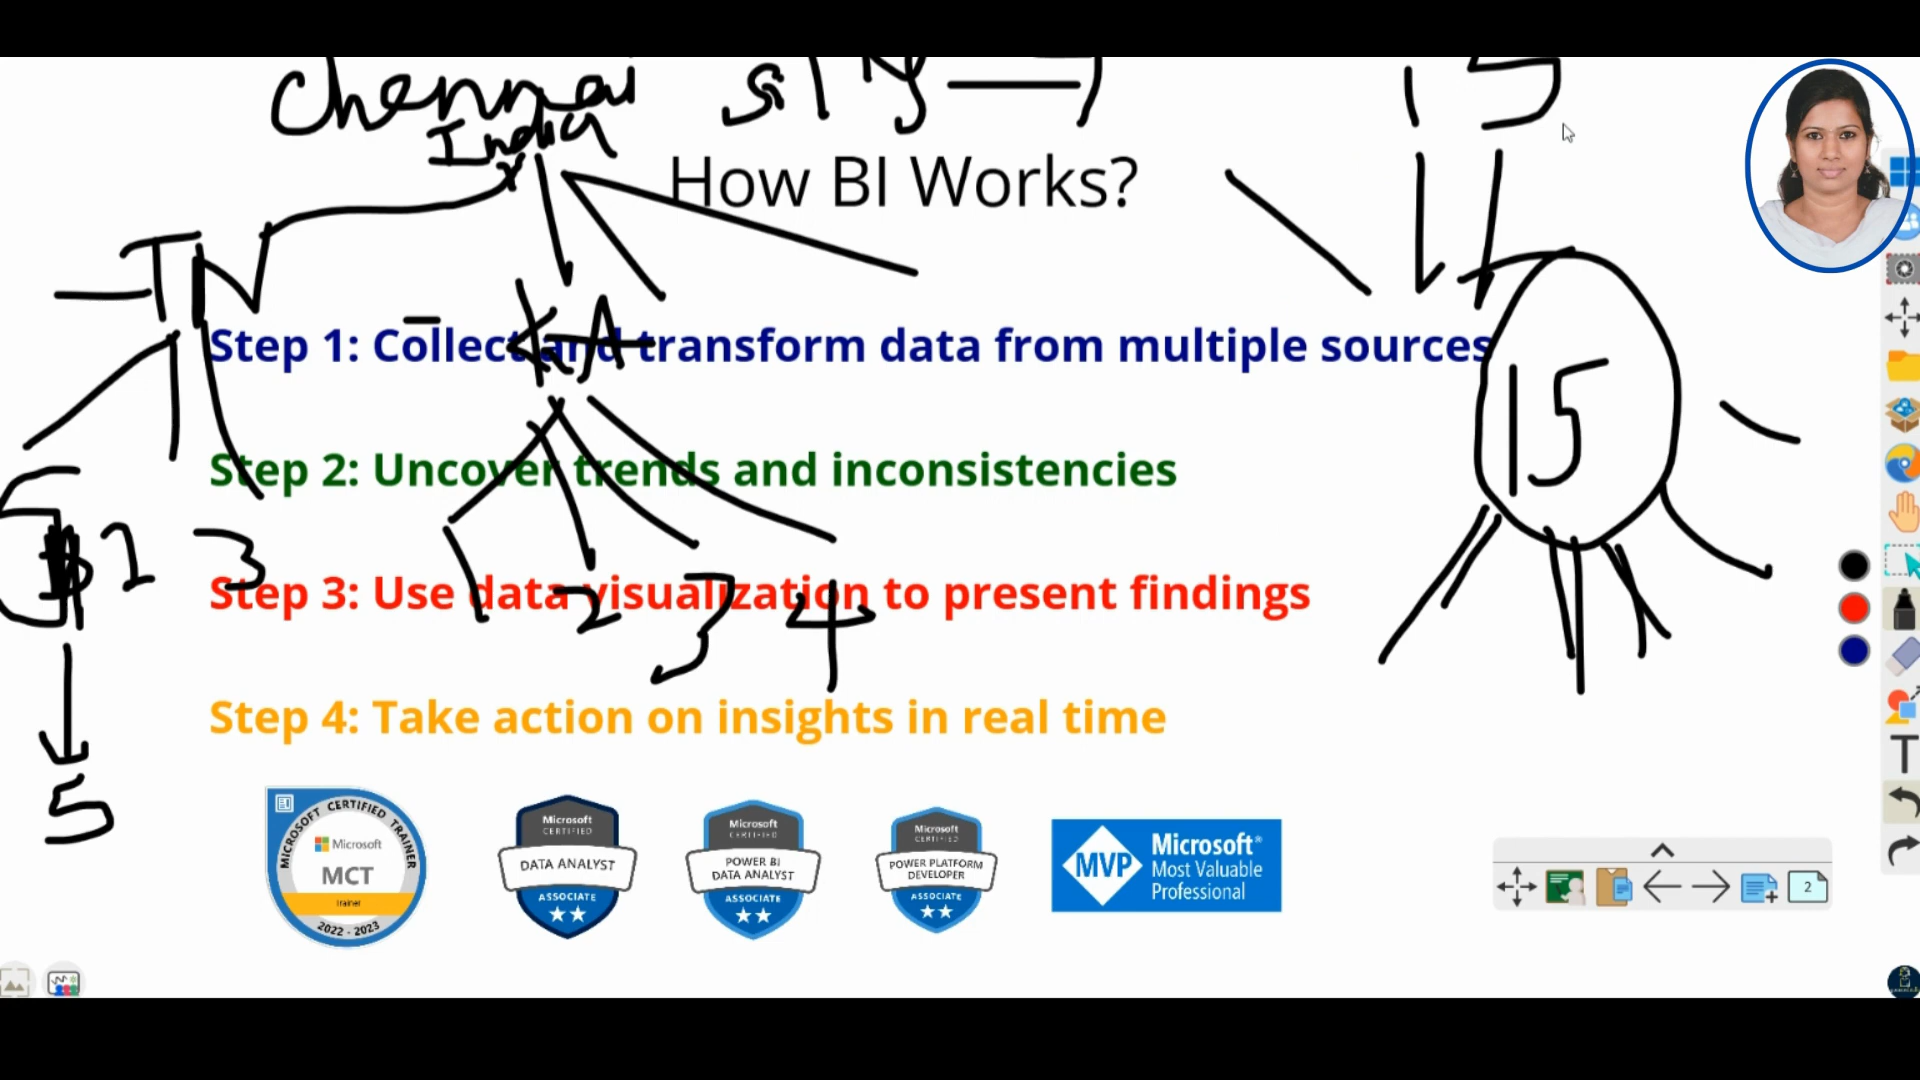 Chennai
15
India
How BI Works?
TN
KA
Step 1: Collect and transform data from multiple sources
15
Step 2: Uncover trends and inconsistencies
2 3
Step 3: Use data visualization to present findings
1 2 3 4
Step 4: Take action on insights in real time
5
MICROSOFT CERTIFIED TRAINER
Microsoft
MCT
Trainer
2022 - 2023
Microsoft
CERTIFIED
DATA ANALYST
ASSOCIATE
Microsoft
CERTIFIED
POWER BI
DATA ANALYST
ASSOCIATE
Microsoft
CERTIFIED
POWER PLATFORM
DEVELOPER
ASSOCIATE
MVP
Microsoft®
Most Valuable
Professional
T
2